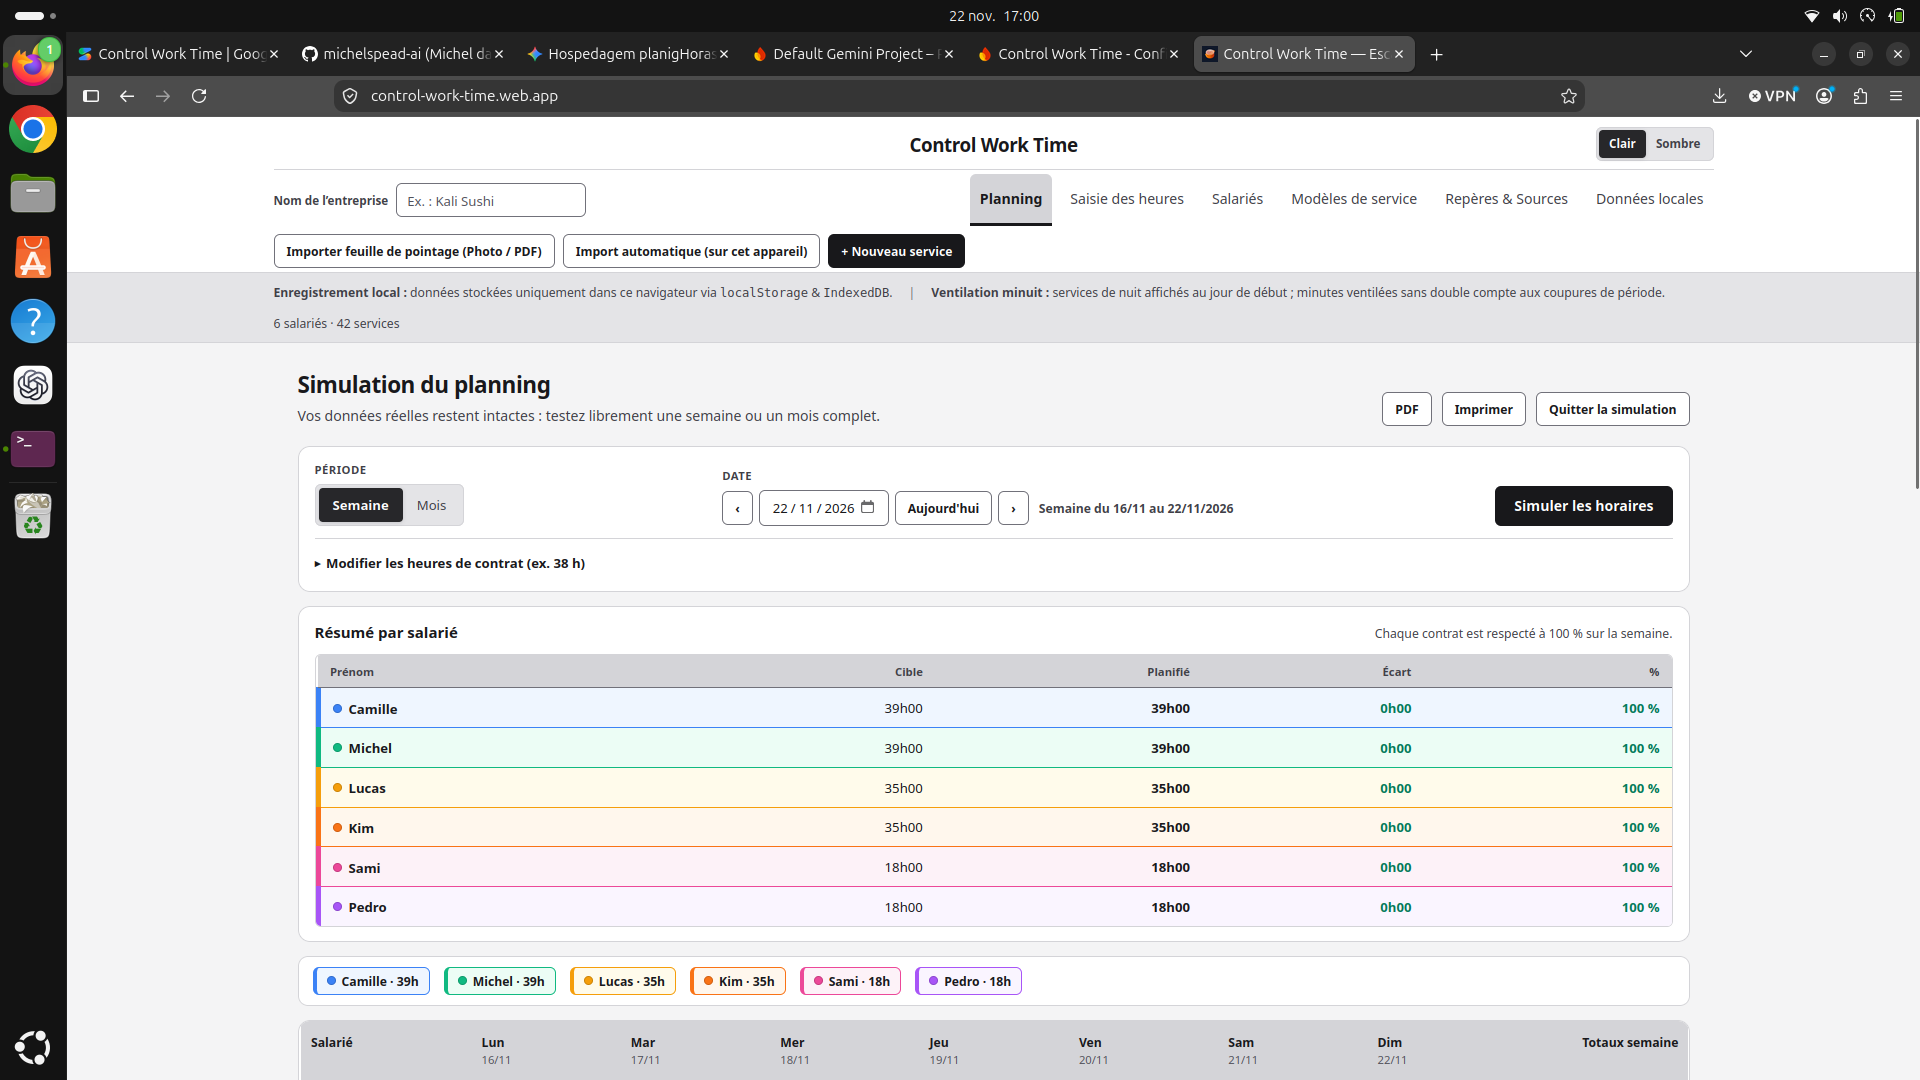 22 nov.  17:00
1
Control Work Time | Goog
michelspead-ai (Michel da
Hospedagem planigHoras
Default Gemini Project –
Control Work Time - Conf
Control Work Time — Esc
VPN
control-work-time.web.app
Control Work Time
Clair
Sombre
Nom de l'entreprise
Ex. : Kali Sushi
Planning
Saisie des heures
Salariés
Modèles de service
Repères & Sources
Données locales
Importer feuille de pointage (Photo / PDF)
Import automatique (sur cet appareil)
+ Nouveau service
Enregistrement local : données stockées uniquement dans ce navigateur via localStorage & IndexedDB. | Ventilation minuit : services de nuit affichés au jour de début ; minutes ventilées sans double compte aux coupures de période.
6 salariés · 42 services
Simulation du planning
Vos données réelles restent intactes : testez librement une semaine ou un mois complet.
PDF
Imprimer
Quitter la simulation
PÉRIODE
Semaine
Mois
DATE
‹
22 / 11 / 2026
Aujourd'hui
›
Semaine du 16/11 au 22/11/2026
Simuler les horaires
▸ Modifier les heures de contrat (ex. 38 h)
Résumé par salarié
Chaque contrat est respecté à 100 % sur la semaine.
Prénom Cible Planifié Écart %
Camille 39h00 39h00 0h00 100 %
Michel 39h00 39h00 0h00 100 %
Lucas 35h00 35h00 0h00 100 %
Kim 35h00 35h00 0h00 100 %
Sami 18h00 18h00 0h00 100 %
Pedro 18h00 18h00 0h00 100 %
Camille · 39h
Michel · 39h
Lucas · 35h
Kim · 35h
Sami · 18h
Pedro · 18h
Salarié Lun Mar Mer Jeu Ven Sam Dim Totaux semaine
16/11 17/11 18/11 19/11 20/11 21/11 22/11